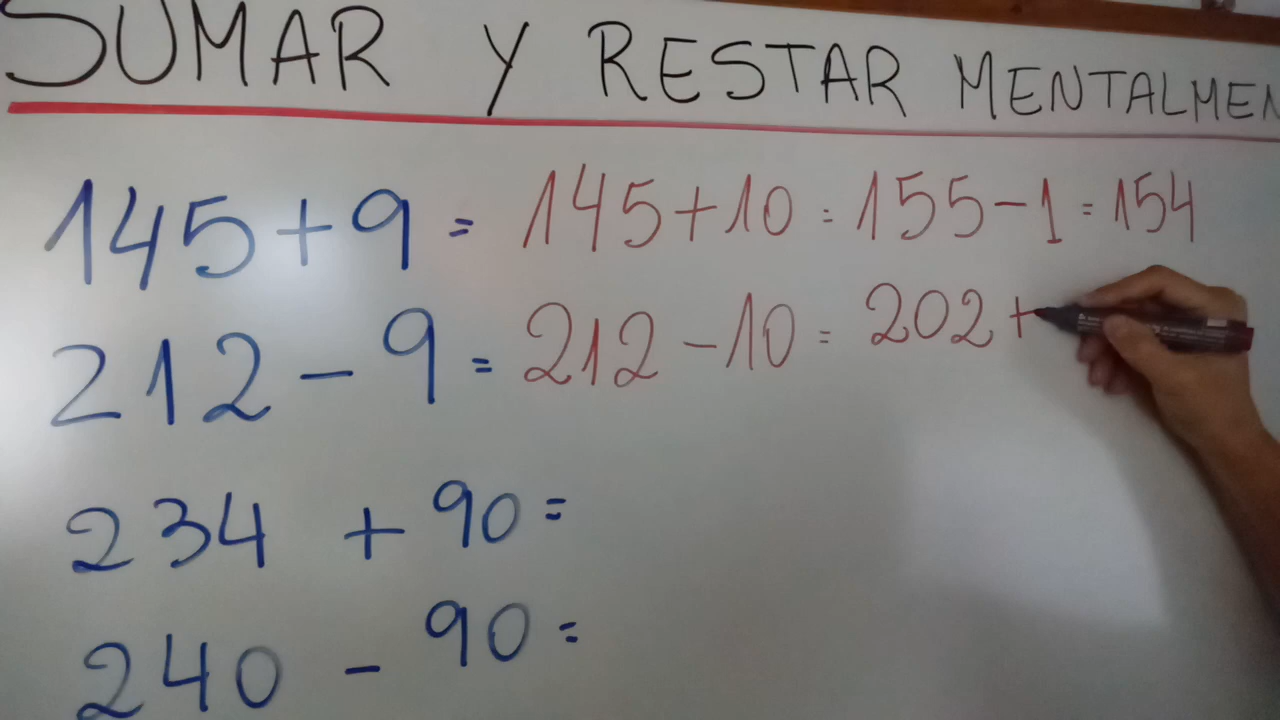 SUMAR Y RESTAR MENTALMEN
145+9 = 145+10 = 155-1 = 154
212-9 = 212-10 = 202+
234 + 90 =
240 - 90 =